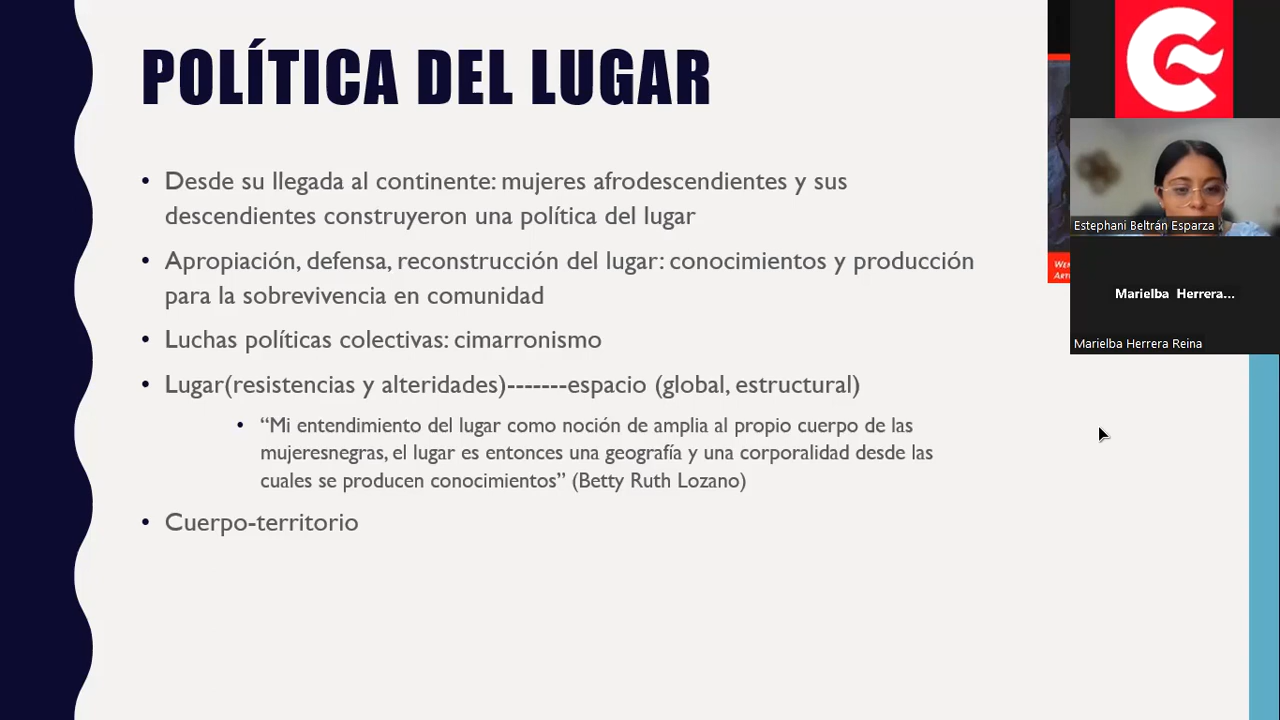 POLÍTICA DEL LUGAR
• Desde su llegada al continente: mujeres afrodescendientes y sus
descendientes construyeron una política del lugar
• Apropiación, defensa, reconstrucción del lugar: conocimientos y producción
para la sobrevivencia en comunidad
• Luchas políticas colectivas: cimarronismo
• Lugar(resistencias y alteridades)-------espacio (global, estructural)
• “Mi entendimiento del lugar como noción de amplia al propio cuerpo de las
mujeresnegras, el lugar es entonces una geografía y una corporalidad desde las
cuales se producen conocimientos” (Betty Ruth Lozano)
• Cuerpo-territorio
Estephani Beltrán Esparza
Marielba Herrera...
Marielba Herrera Reina